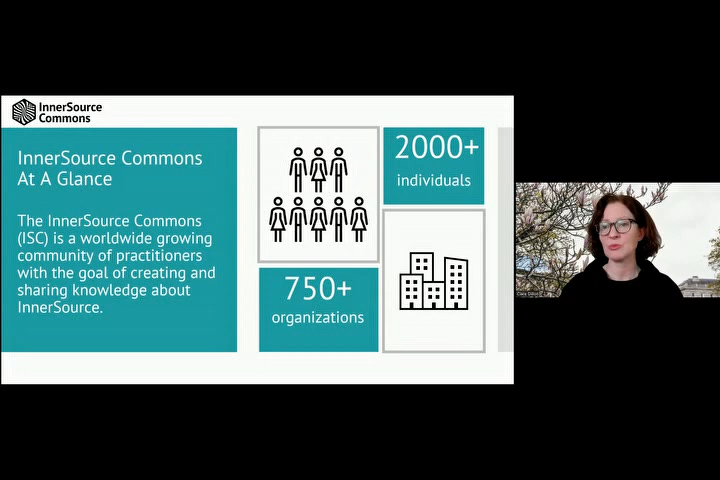 InnerSource
Commons
InnerSource Commons
At A Glance
The InnerSource Commons
(ISC) is a worldwide growing
community of practitioners
with the goal of creating and
sharing knowledge about
InnerSource.
2000+
individuals
750+
organizations